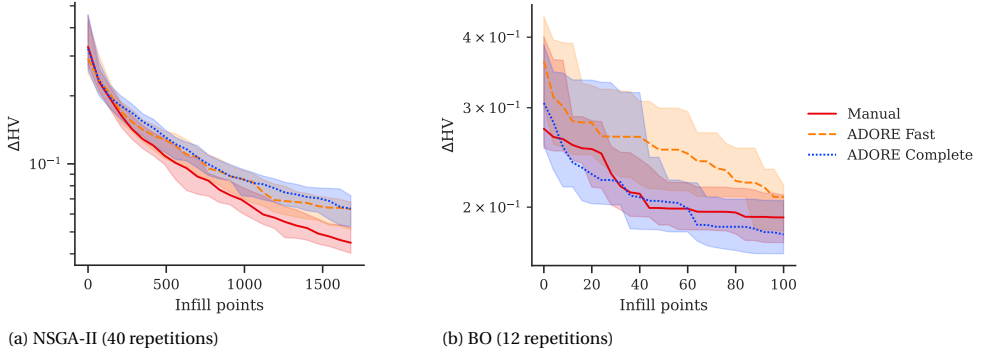 ΔHV
10⁻¹
0
500
1000
1500
Infill points
(a) NSGA-II (40 repetitions)
ΔHV
4 × 10⁻¹
3 × 10⁻¹
2 × 10⁻¹
0
20
40
60
80
100
Infill points
(b) BO (12 repetitions)
Manual
ADORE Fast
ADORE Complete